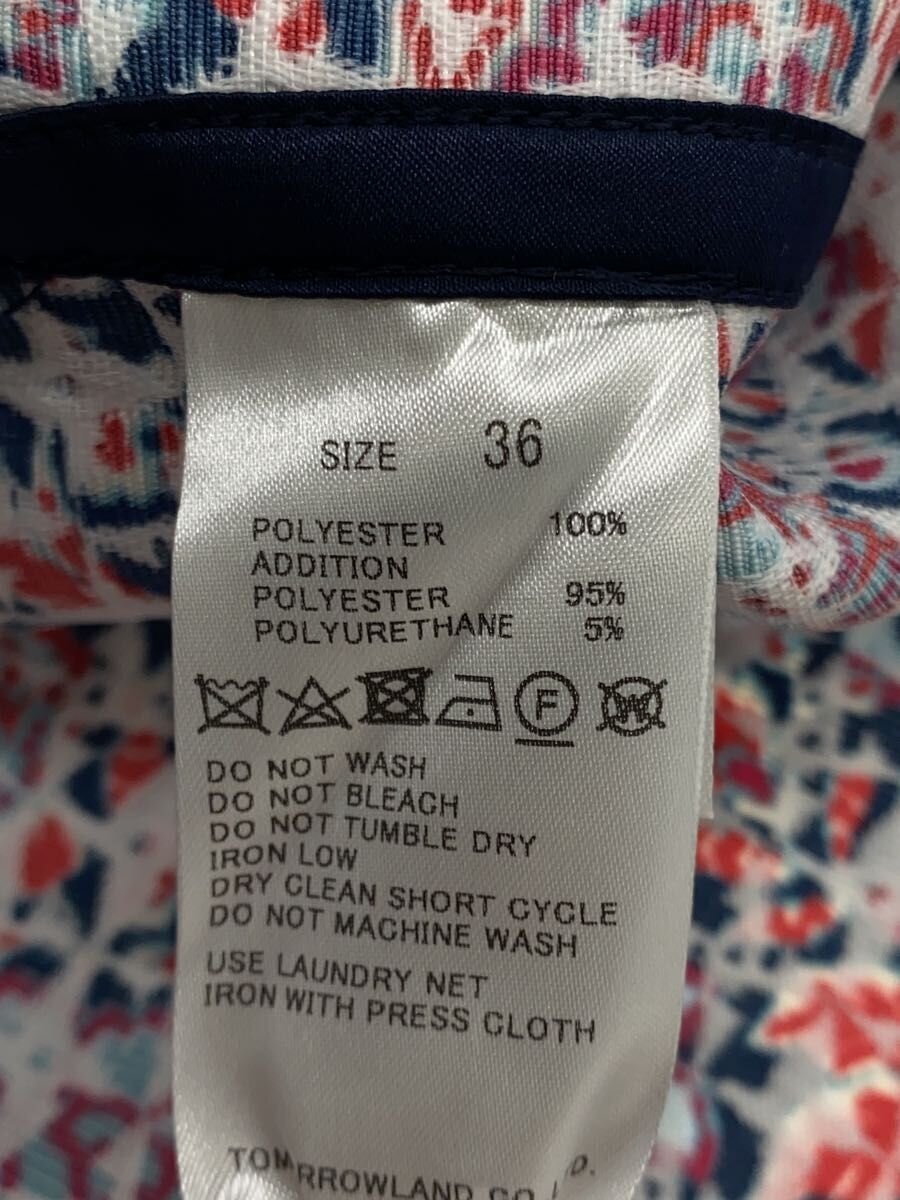 SIZE 36
POLYESTER 100%
ADDITION
POLYESTER 95%
POLYURETHANE 5%
F W
DO NOT WASH
DO NOT BLEACH
DO NOT TUMBLE DRY
IRON LOW
DRY CLEAN SHORT CYCLE
DO NOT MACHINE WASH
USE LAUNDRY NET
IRON WITH PRESS CLOTH
TOMORROWLAND CO.